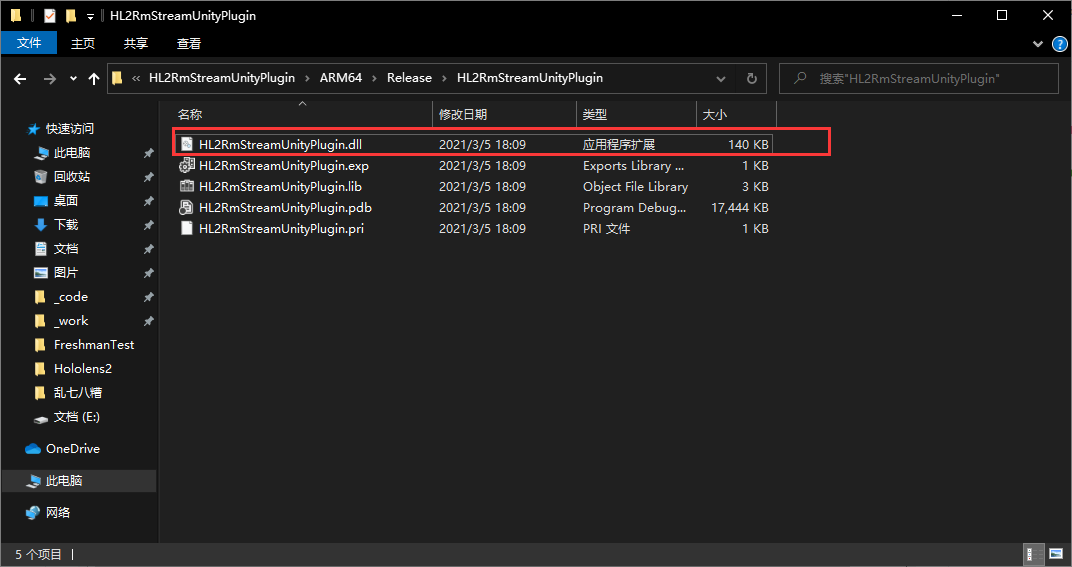 HL2RmStreamUnityPlugin
文件 主页 共享 查看
« HL2RmStreamUnityPlugin › ARM64 › Release › HL2RmStreamUnityPlugin 搜索"HL2RmStreamUnityPlugin"
快速访问
此电脑
回收站
桌面
下载
文档
图片
_code
_work
FreshmanTest
Hololens2
乱七八糟
文档 (E:)
OneDrive
此电脑
网络
名称 修改日期 类型 大小
HL2RmStreamUnityPlugin.dll 2021/3/5 18:09 应用程序扩展 140 KB
HL2RmStreamUnityPlugin.exp 2021/3/5 18:09 Exports Library ... 1 KB
HL2RmStreamUnityPlugin.lib 2021/3/5 18:09 Object File Library 3 KB
HL2RmStreamUnityPlugin.pdb 2021/3/5 18:09 Program Debug... 17,444 KB
HL2RmStreamUnityPlugin.pri 2021/3/5 18:09 PRI 文件 1 KB
5 个项目